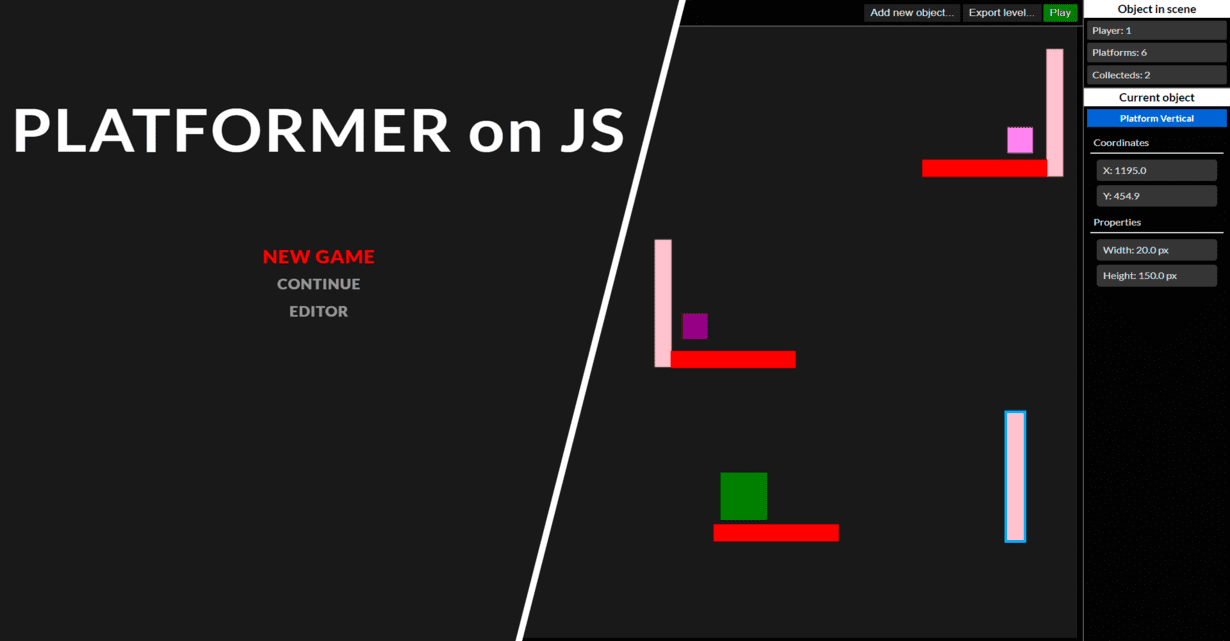 PLATFORMER on JS
NEW GAME
CONTINUE
EDITOR
Add new object... Export level... Play
Object in scene
Player: 1
Platforms: 6
Collecteds: 2
Current object
Platform Vertical
Coordinates
X: 1195.0
Y: 454.9
Properties
Width: 20.0 px
Height: 150.0 px